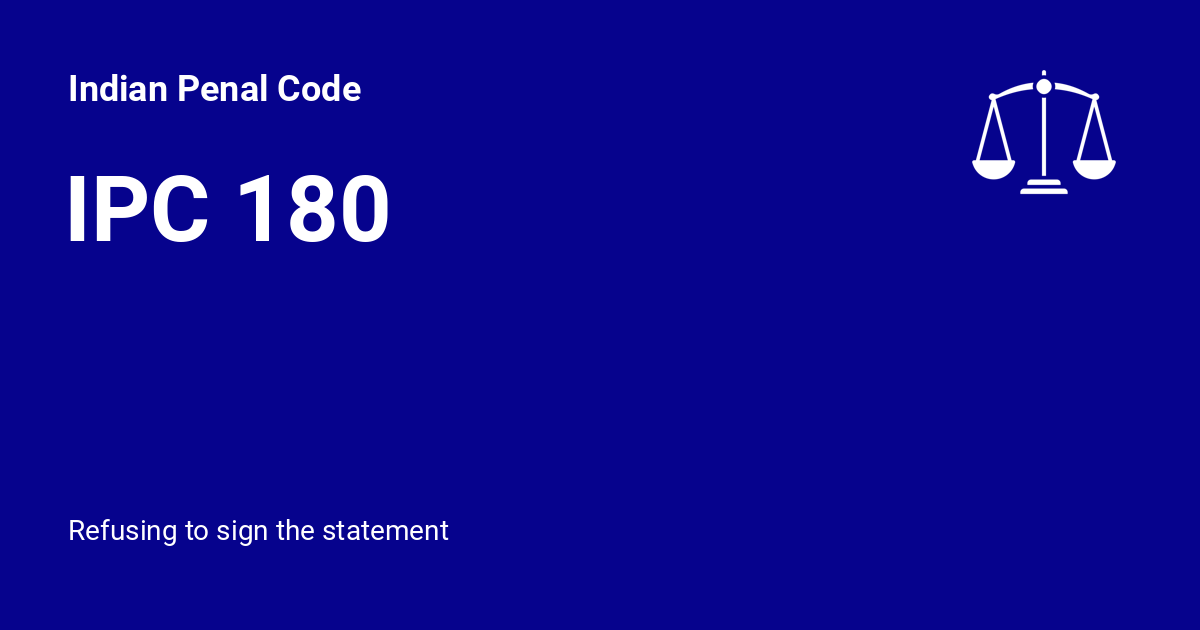 Indian Penal Code
IPC 180
Refusing to sign the statement